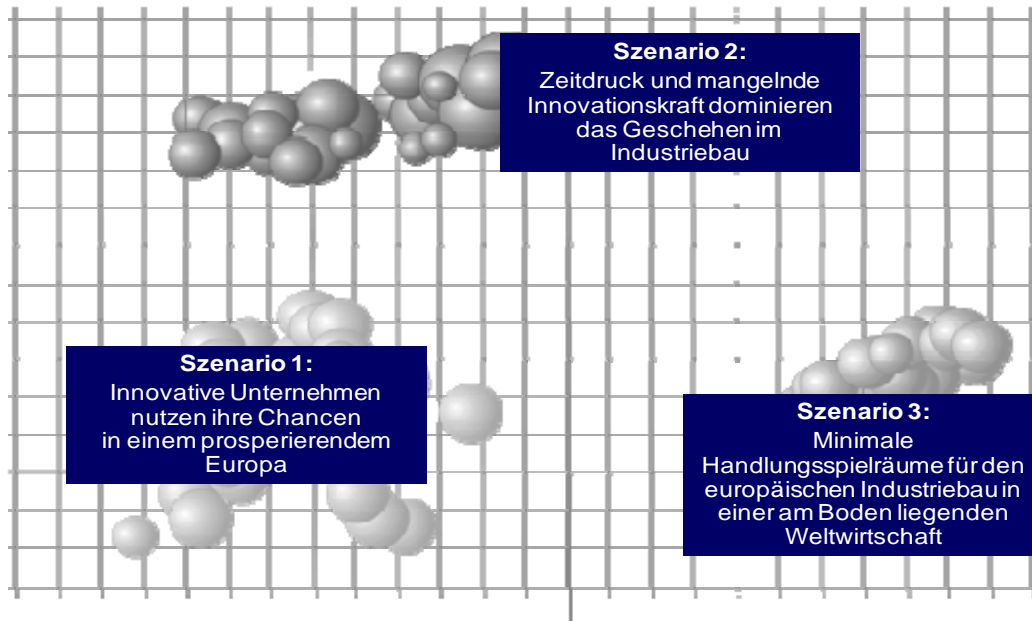 Szenario 2:
Zeitdruck und mangelnde
Innovationskraft dominieren
das Geschehen im
Industriebau
Szenario 1:
Innovative Unternehmen
nutzen ihre Chancen
in einem prosperierendem
Europa
Szenario 3:
Minimale
Handlungsspielräume für den
europäischen Industriebau in
einer am Boden liegenden
Weltwirtschaft